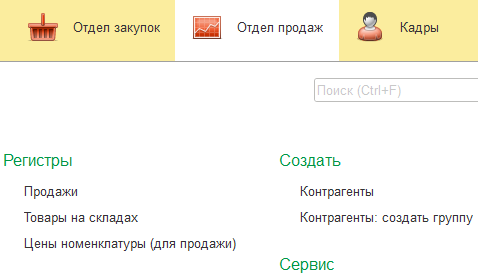 Отдел закупок Отдел продаж Кадры
Поиск (Ctrl+F)
Регистры Создать
Продажи Контрагенты
Товары на складах Контрагенты: создать группу
Цены номенклатуры (для продажи)
Сервис